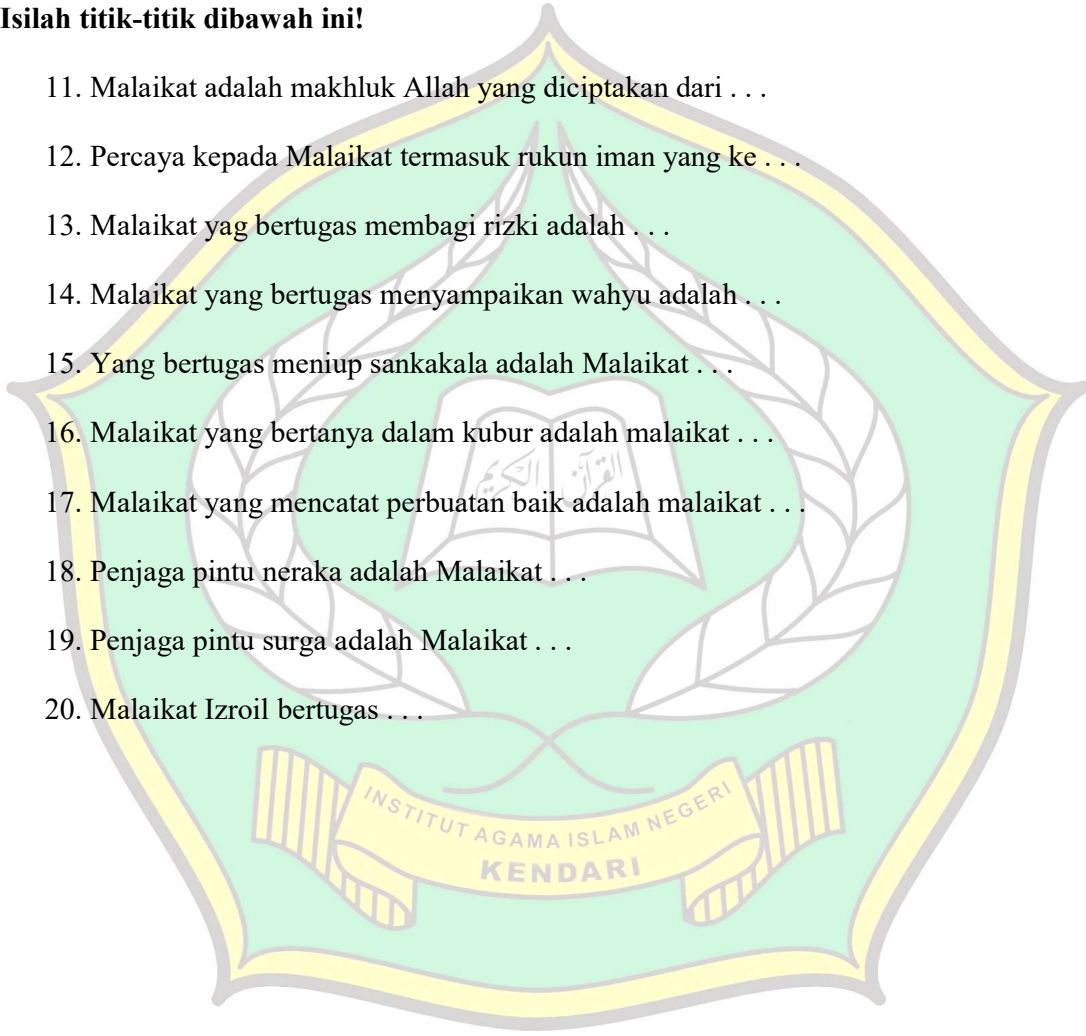 Isilah titik-titik dibawah ini!
11. Malaikat adalah makhluk Allah yang diciptakan dari . . .
12. Percaya kepada Malaikat termasuk rukun iman yang ke . . .
13. Malaikat yag bertugas membagi rizki adalah . . .
14. Malaikat yang bertugas menyampaikan wahyu adalah . . .
15. Yang bertugas meniup sankakala adalah Malaikat . . .
16. Malaikat yang bertanya dalam kubur adalah malaikat . . .
القرآن الكريم
17. Malaikat yang mencatat perbuatan baik adalah malaikat . . .
18. Penjaga pintu neraka adalah Malaikat . . .
19. Penjaga pintu surga adalah Malaikat . . .
20. Malaikat Izroil bertugas . . .
INSTITUT AGAMA ISLAM NEGERI
KENDARI